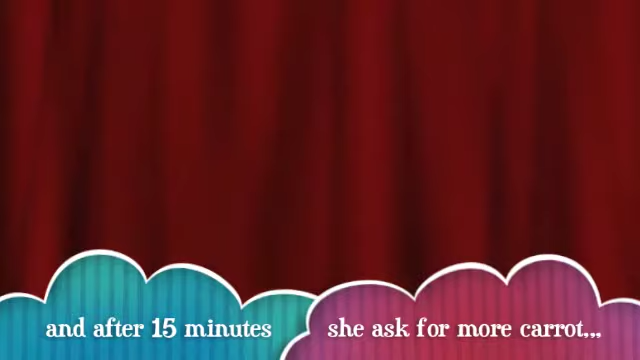 and after 15 minutes
she ask for more carrot,,,